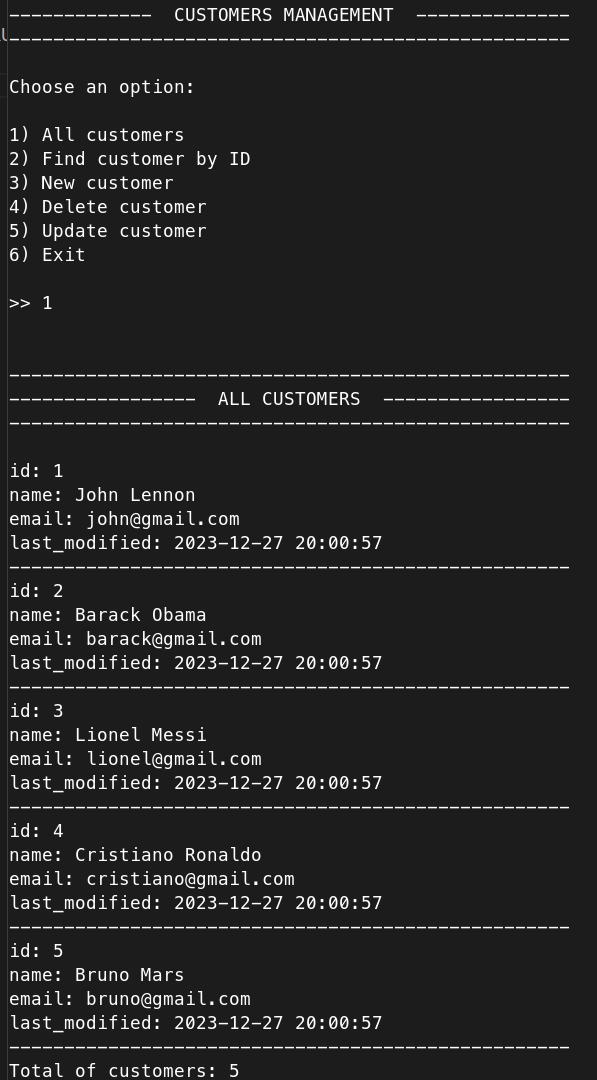 ------------- CUSTOMERS MANAGEMENT --------------
---------------------------------------------------
Choose an option:
1) All customers
2) Find customer by ID
3) New customer
4) Delete customer
5) Update customer
6) Exit
>> 1
---------------------------------------------------
----------------- ALL CUSTOMERS -----------------
---------------------------------------------------
id: 1
name: John Lennon
email: john@gmail.com
last_modified: 2023-12-27 20:00:57
---------------------------------------------------
id: 2
name: Barack Obama
email: barack@gmail.com
last_modified: 2023-12-27 20:00:57
---------------------------------------------------
id: 3
name: Lionel Messi
email: lionel@gmail.com
last_modified: 2023-12-27 20:00:57
---------------------------------------------------
id: 4
name: Cristiano Ronaldo
email: cristiano@gmail.com
last_modified: 2023-12-27 20:00:57
---------------------------------------------------
id: 5
name: Bruno Mars
email: bruno@gmail.com
last_modified: 2023-12-27 20:00:57
---------------------------------------------------
Total of customers: 5